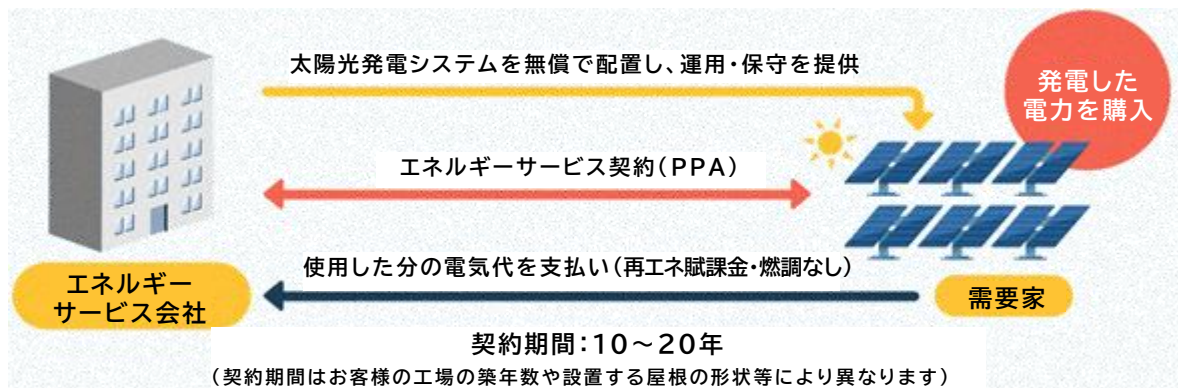 太陽光発電システムを無償で配置し、運用・保守を提供
発電した
電力を購入
エネルギーサービス契約(PPA)
使用した分の電気代を支払い(再エネ賦課金・燃調なし)
エネルギー
サービス会社
需要家
契約期間:10～20年
(契約期間はお客様の工場の築年数や設置する屋根の形状等により異なります)